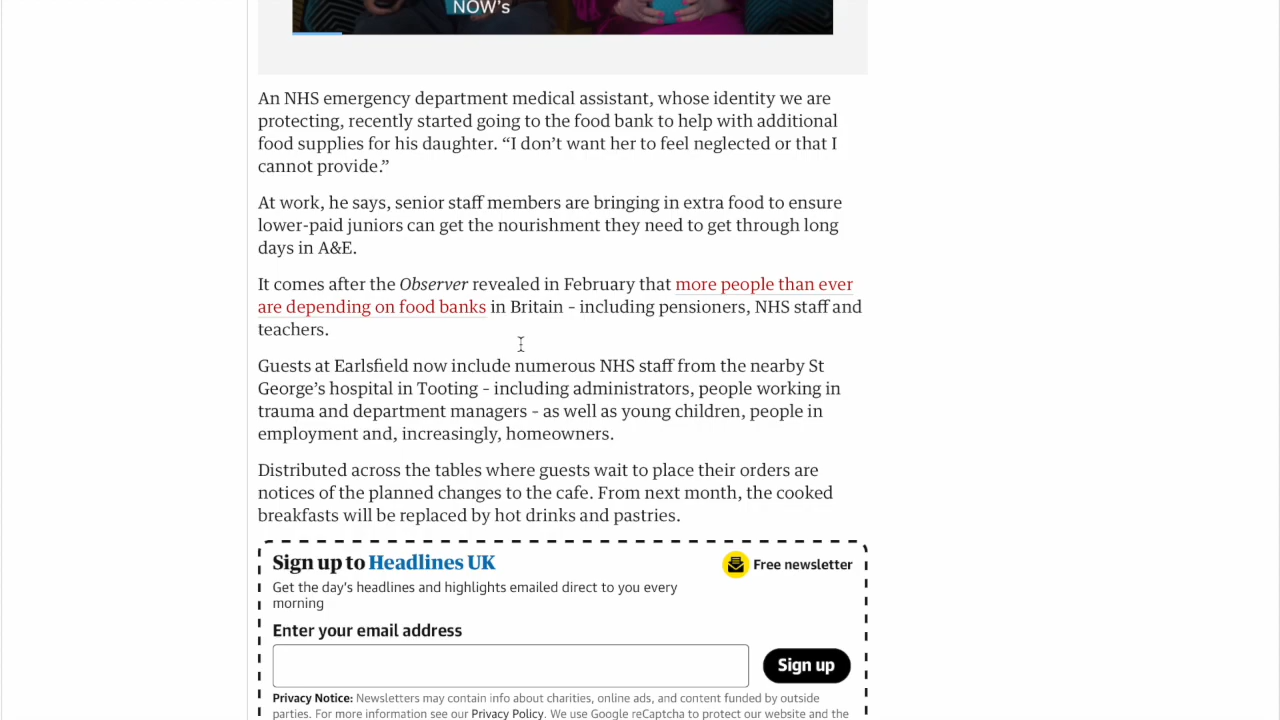 NOW's
An NHS emergency department medical assistant, whose identity we are
protecting, recently started going to the food bank to help with additional
food supplies for his daughter. “I don’t want her to feel neglected or that I
cannot provide.”
At work, he says, senior staff members are bringing in extra food to ensure
lower-paid juniors can get the nourishment they need to get through long
days in A&E.
It comes after the Observer revealed in February that more people than ever
are depending on food banks in Britain – including pensioners, NHS staff and
teachers.
Guests at Earlsfield now include numerous NHS staff from the nearby St
George’s hospital in Tooting – including administrators, people working in
trauma and department managers – as well as young children, people in
employment and, increasingly, homeowners.
Distributed across the tables where guests wait to place their orders are
notices of the planned changes to the cafe. From next month, the cooked
breakfasts will be replaced by hot drinks and pastries.
Sign up to Headlines UK
Free newsletter
Get the day’s headlines and highlights emailed direct to you every
morning
Enter your email address
Sign up
Privacy Notice: Newsletters may contain info about charities, online ads, and content funded by outside
parties. For more information see our Privacy Policy. We use Google reCaptcha to protect our website and the